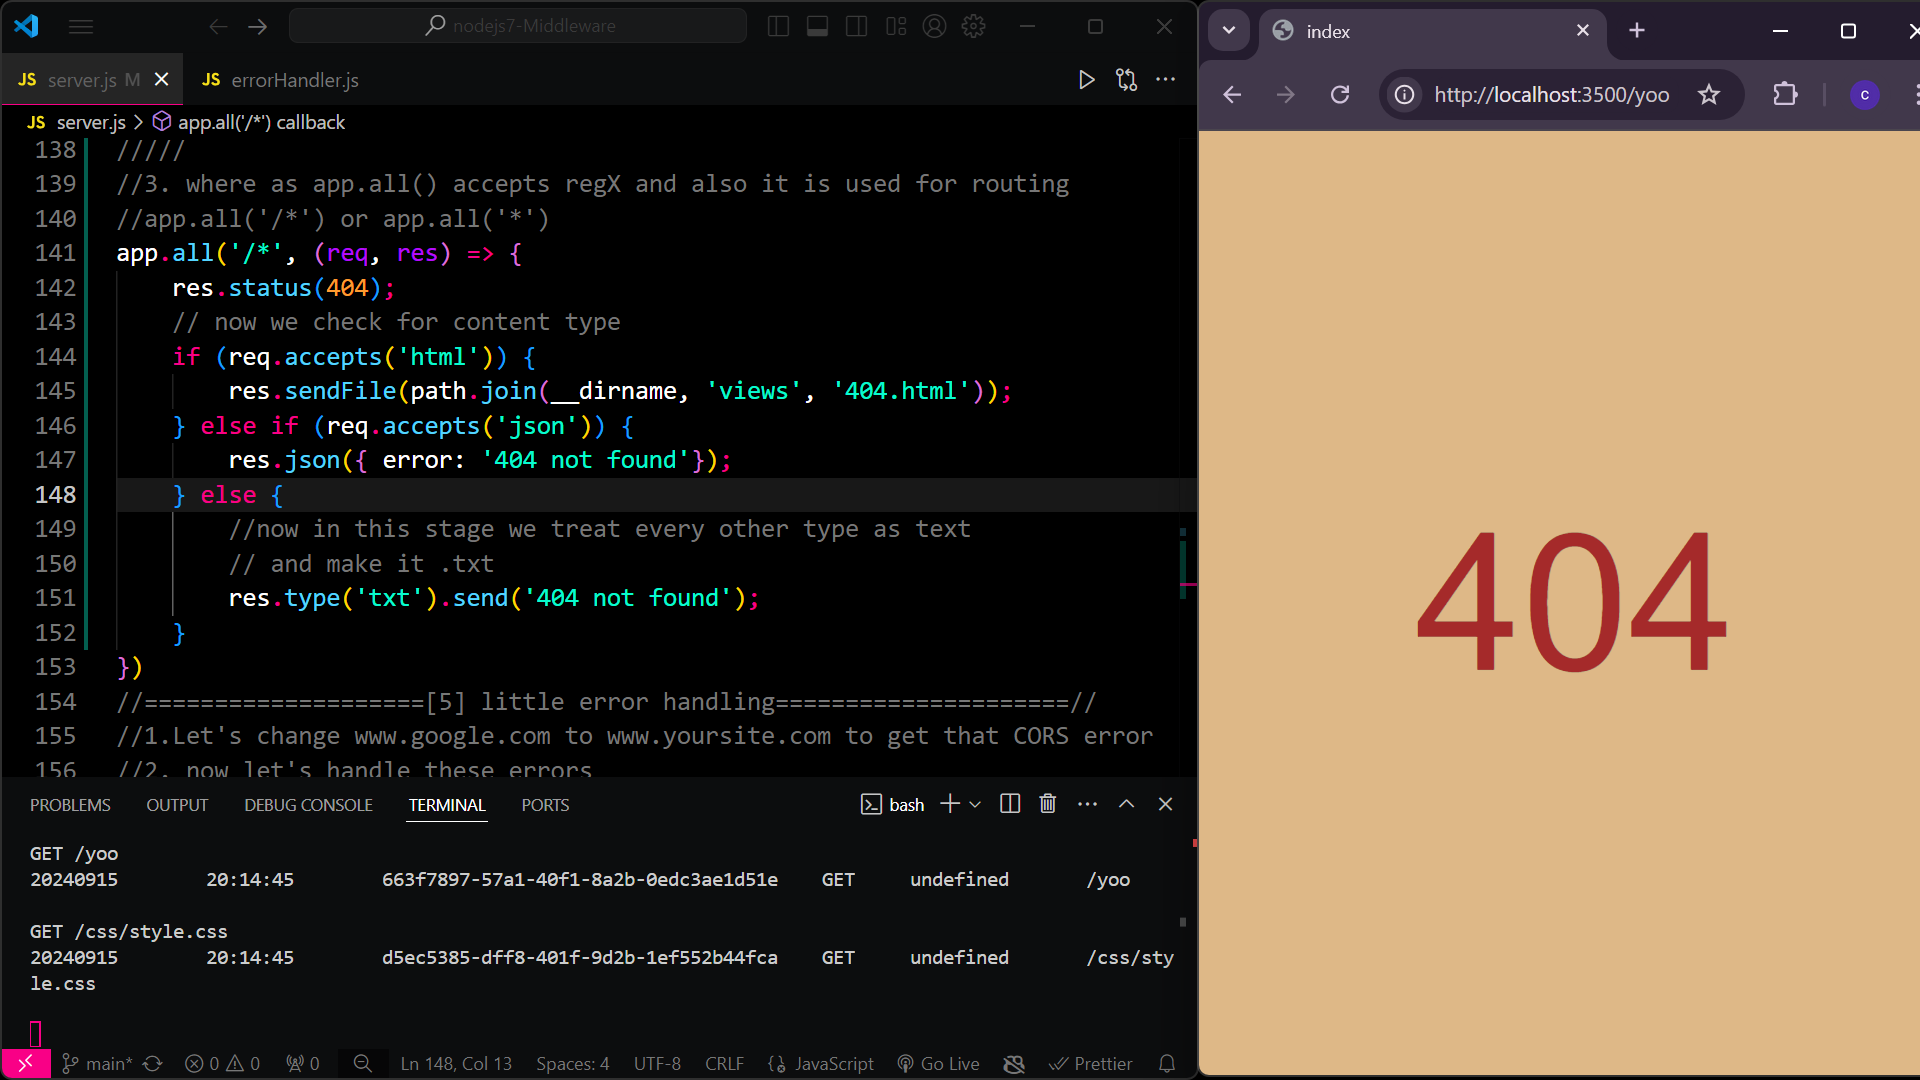 nodejs7-Middleware
JS server.js M
JS errorHandler.js
JS server.js > app.all('/*') callback
138 /////
139 //3. where as app.all() accepts regX and also it is used for routing
140 //app.all('/*') or app.all('*')
141 app.all('/*', (req, res) => {
142 res.status(404);
143 // now we check for content type
144 if (req.accepts('html')) {
145 res.sendFile(path.join(__dirname, 'views', '404.html'));
146 } else if (req.accepts('json')) {
147 res.json({ error: '404 not found'});
148 } else {
149 //now in this stage we treat every other type as text
150 // and make it .txt
151 res.type('txt').send('404 not found');
152 }
153 })
154 //====================[5] little error handling=====================//
155 //1.Let's change www.google.com to www.yoursite.com to get that CORS error
156 //2. now let's handle these errors
PROBLEMS OUTPUT DEBUG CONSOLE TERMINAL PORTS bash
GET /yoo
20240915 20:14:45 663f7897-57a1-40f1-8a2b-0edc3ae1d51e GET undefined /yoo
GET /css/style.css
20240915 20:14:45 d5ec5385-dff8-401f-9d2b-1ef552b44fca GET undefined /css/sty
le.css
main* 0 0 0 Ln 148, Col 13 Spaces: 4 UTF-8 CRLF {} JavaScript Go Live Prettier
index
http://localhost:3500/yoo
c
404